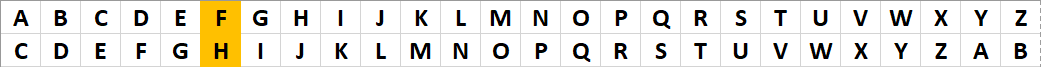 A B C D E F G H I J K L M N O P Q R S T U V W X Y Z
C D E F G H I J K L M N O P Q R S T U V W X Y Z A B